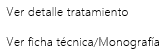 Ver detalle tratamiento
Ver ficha técnica/Monografía